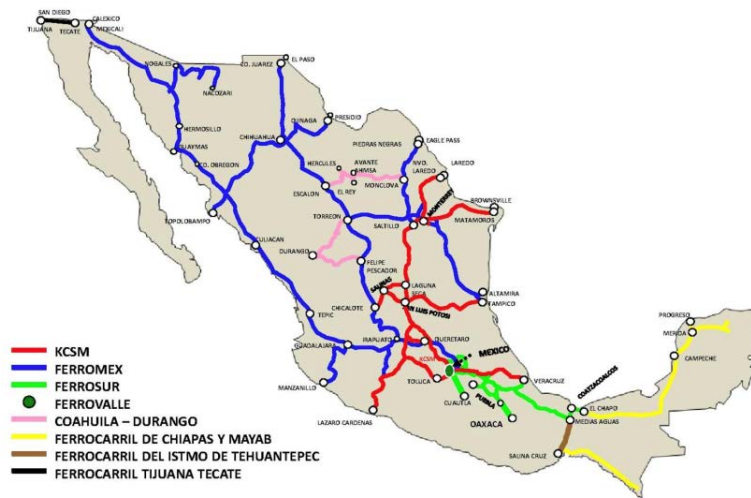 SAN DIEGO
CALEXICO
TIJUANA
TECATE
MEXICALI
NOGALES
NACOZARI
CD. JUAREZ
EL PASO
OJINAGA
PRESIDIO
HERMOSILLO
CHIHUAHUA
GUAYMAS
CD. OBREGON
PIEDRAS NEGRAS
EAGLE PASS
HERCULES
AVANTE
AHMSA
EL REY
ESCALON
MONCLOVA
NVO.
LAREDO
LAREDO
MONTERREY
BROWNSVILLE
MATAMOROS
TOPOLOBAMPO
TORREON
SALTILLO
CULIACAN
DURANGO
FELIPE
PESCADOR
SALINAS
LAGUNA
SECA
SAN LUIS POTOSI
ALTAMIRA
TAMPICO
CHICALOTE
TEPIC
GUADALAJARA
IRAPUATO
QUERETARO
KCSM
MEXICO
MANZANILLO
TOLUCA
CUAUTLA
PUEBLA
VERACRUZ
OAXACA
LAZARO CARDENAS
COATZACOALCOS
EL CHAPO
MEDIAS AGUAS
SALINA CRUZ
PROGRESO
MERIDA
CAMPECHE
KCSM
FERROMEX
FERROSUR
FERROVALLE
COAHUILA – DURANGO
FERROCARRIL DE CHIAPAS Y MAYAB
FERROCARRIL DEL ISTMO DE TEHUANTEPEC
FERROCARRIL TIJUANA TECATE